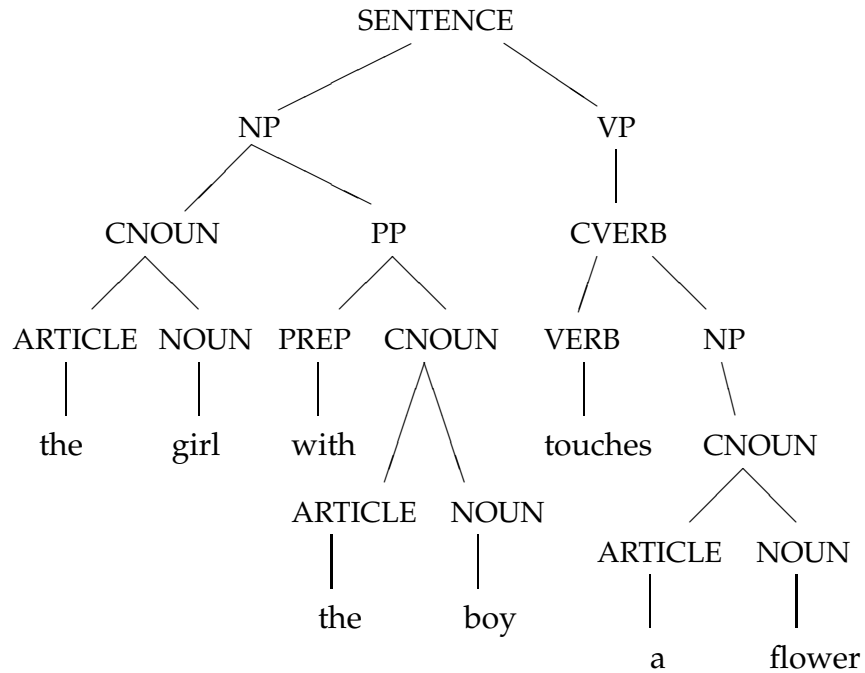 SENTENCE
NP VP
CNOUN PP CVERB
ARTICLE NOUN PREP CNOUN VERB NP
the girl with touches CNOUN
ARTICLE NOUN ARTICLE NOUN
the boy a flower